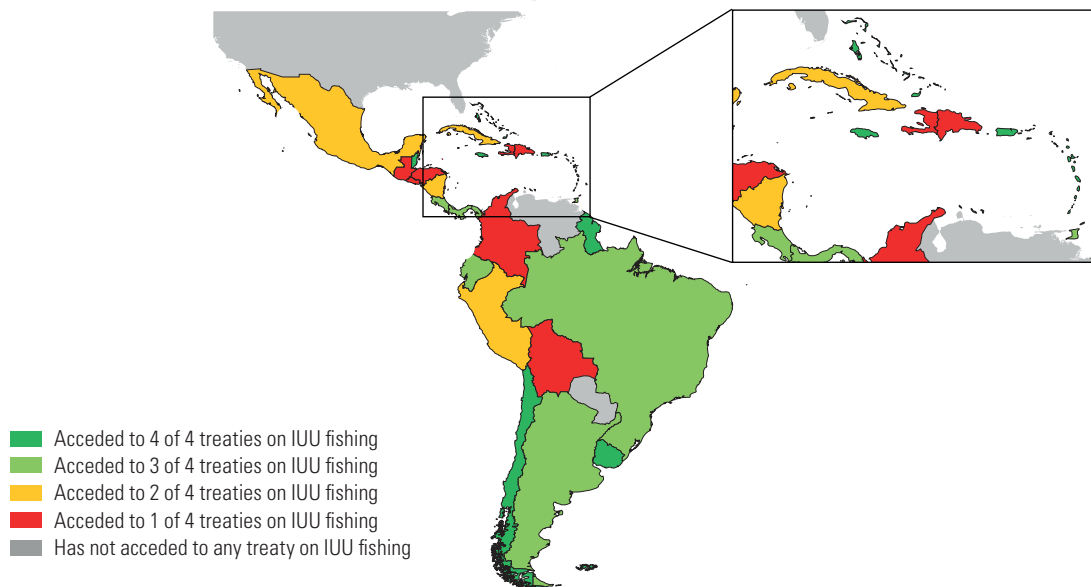 Acceded to 4 of 4 treaties on IUU fishing
Acceded to 3 of 4 treaties on IUU fishing
Acceded to 2 of 4 treaties on IUU fishing
Acceded to 1 of 4 treaties on IUU fishing
Has not acceded to any treaty on IUU fishing